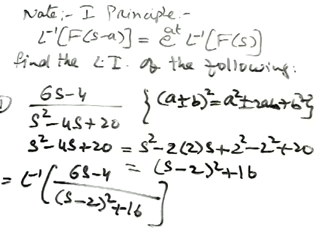 Note:- I Principle:-
L⁻¹[F(s-a)] = e^at L⁻¹[F(s)]
find the L.I. of the following:
6s-4 / s²-4s+20 {(a±b)²=a²±2ab+b²}
s²-4s+20 = s²-2(2)s+2²-2²+20
= (s-2)²+16
= L⁻¹[6s-4 / (s-2)²+16]